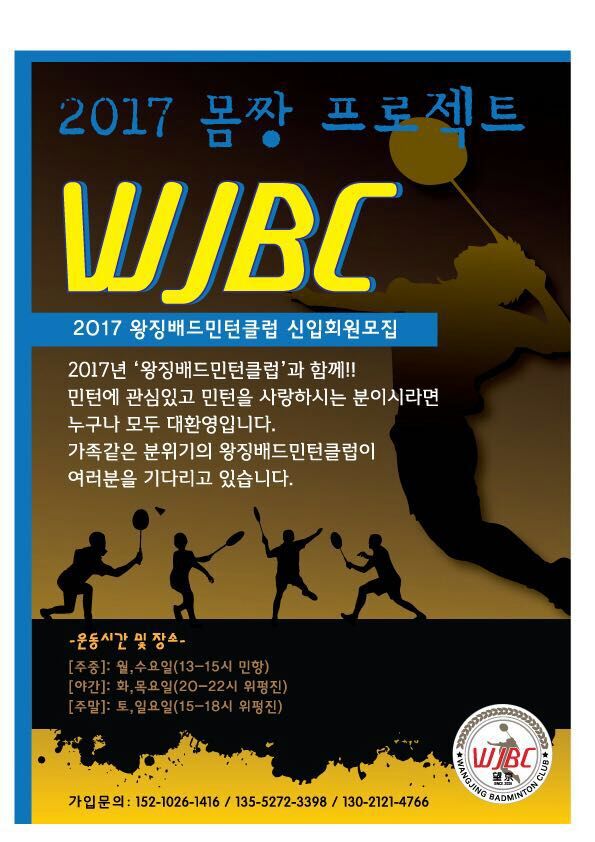 2017 몸짱 프로젝트
WJBC
2017 왕징배드민턴클럽 신입회원모집
2017년 ‘왕징배드민턴클럽’과 함께!!
민턴에 관심있고 민턴을 사랑하시는 분이시라면
누구나 모두 대환영입니다.
가족같은 분위기의 왕징배드민턴클럽이
여러분을 기다리고 있습니다.
-운동시간 및 장소-
[주중]: 월,수요일(13-15시 민항)
[야간]: 화,목요일(20-22시 위평진)
[주말]: 토,일요일(15-18시 위평진)
WJBC
望京
WANGJING BADMINTON CLUB
가입문의: 152-1026-1416 / 135-5272-3398 / 130-2121-4766